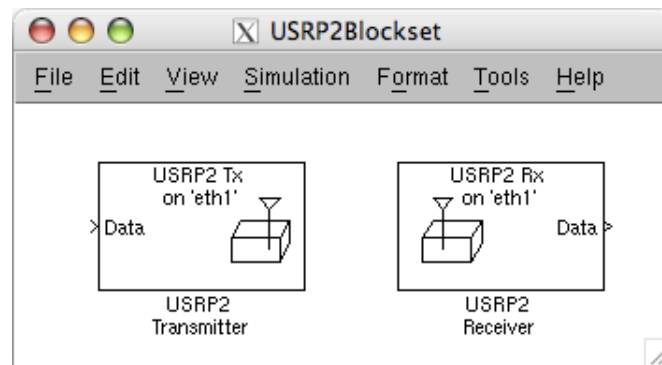 USRP2Blockset
File Edit View Simulation Format Tools Help
USRP2 Tx
on 'eth1'
Data
USRP2
Transmitter
USRP2 Rx
on 'eth1'
Data
USRP2
Receiver